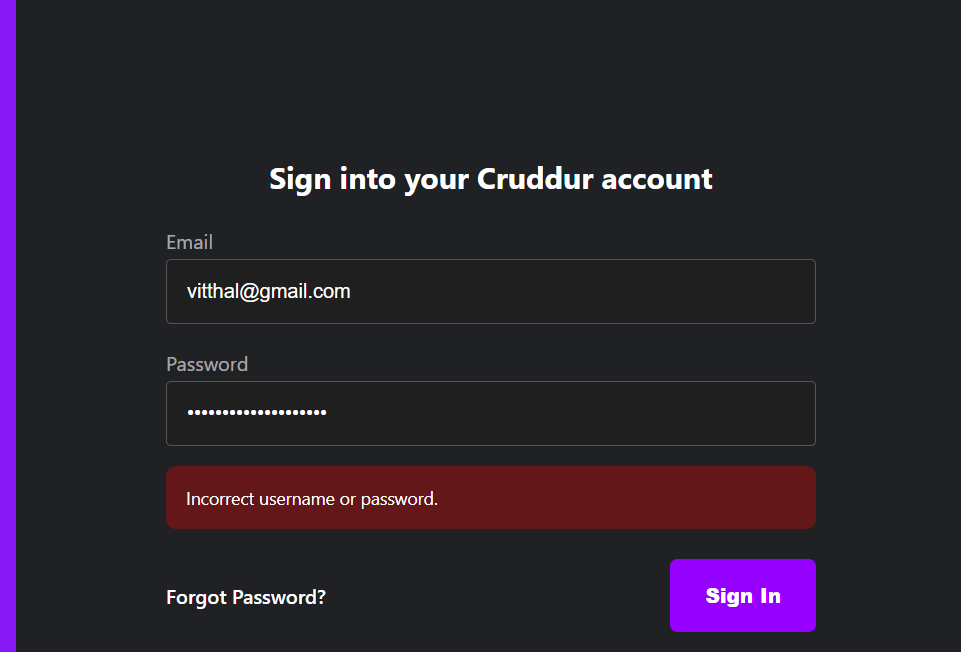 Sign into your Cruddur account
Email
vitthal@gmail.com
Password
••••••••••••••••••••
Incorrect username or password.
Forgot Password?
Sign In